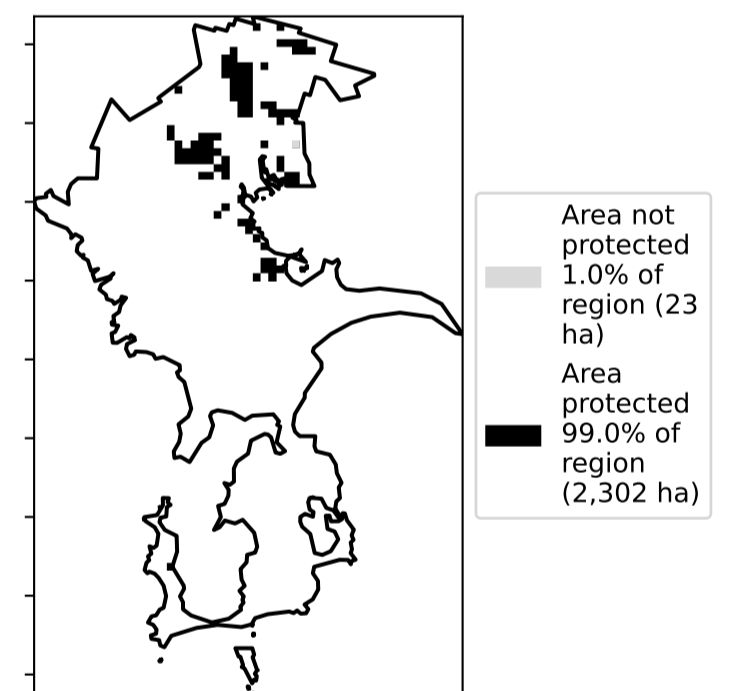 Area not
protected
1.0% of
region (23
ha)
Area
protected
99.0% of
region
(2,302 ha)